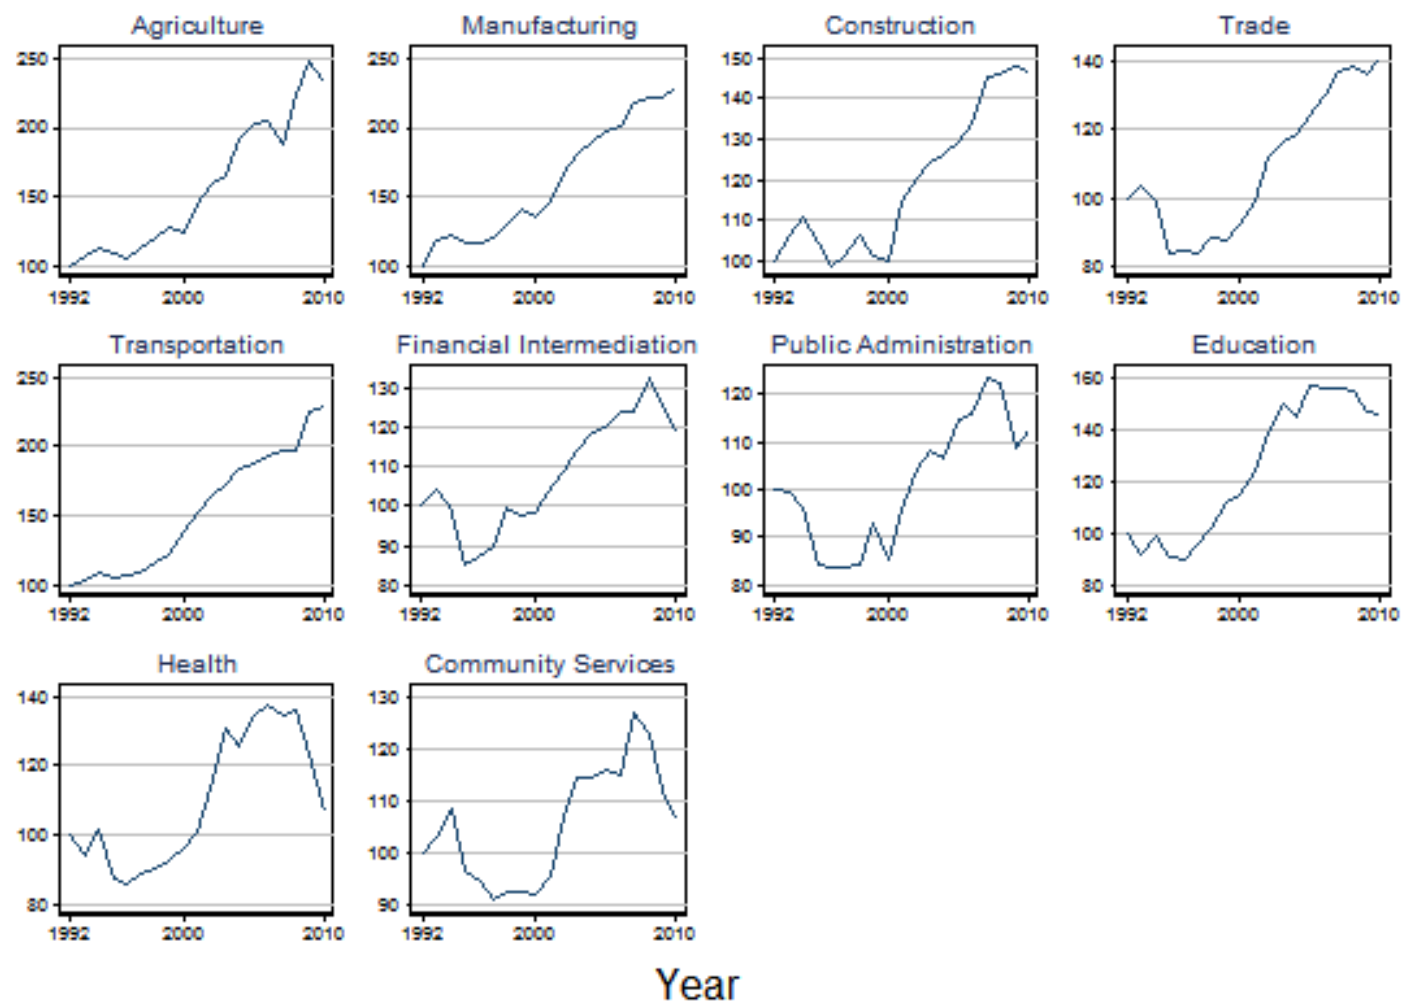 Agriculture Manufacturing Construction Trade
250 250 150 140
200 200 140 120
150 150 130 100
100 100 120 80
110
100
1992 2000 2010 1992 2000 2010 1992 2000 2010 1992 2000 2010
Transportation Financial Intermediation Public Administration Education
250 130 120 160
200 120 110 140
150 110 100 120
100 100 90 100
90 80 80
80
1992 2000 2010 1992 2000 2010 1992 2000 2010 1992 2000 2010
Health Community Services
140 130
120 120
100 110
80 100
90
1992 2000 2010 1992 2000 2010
Year